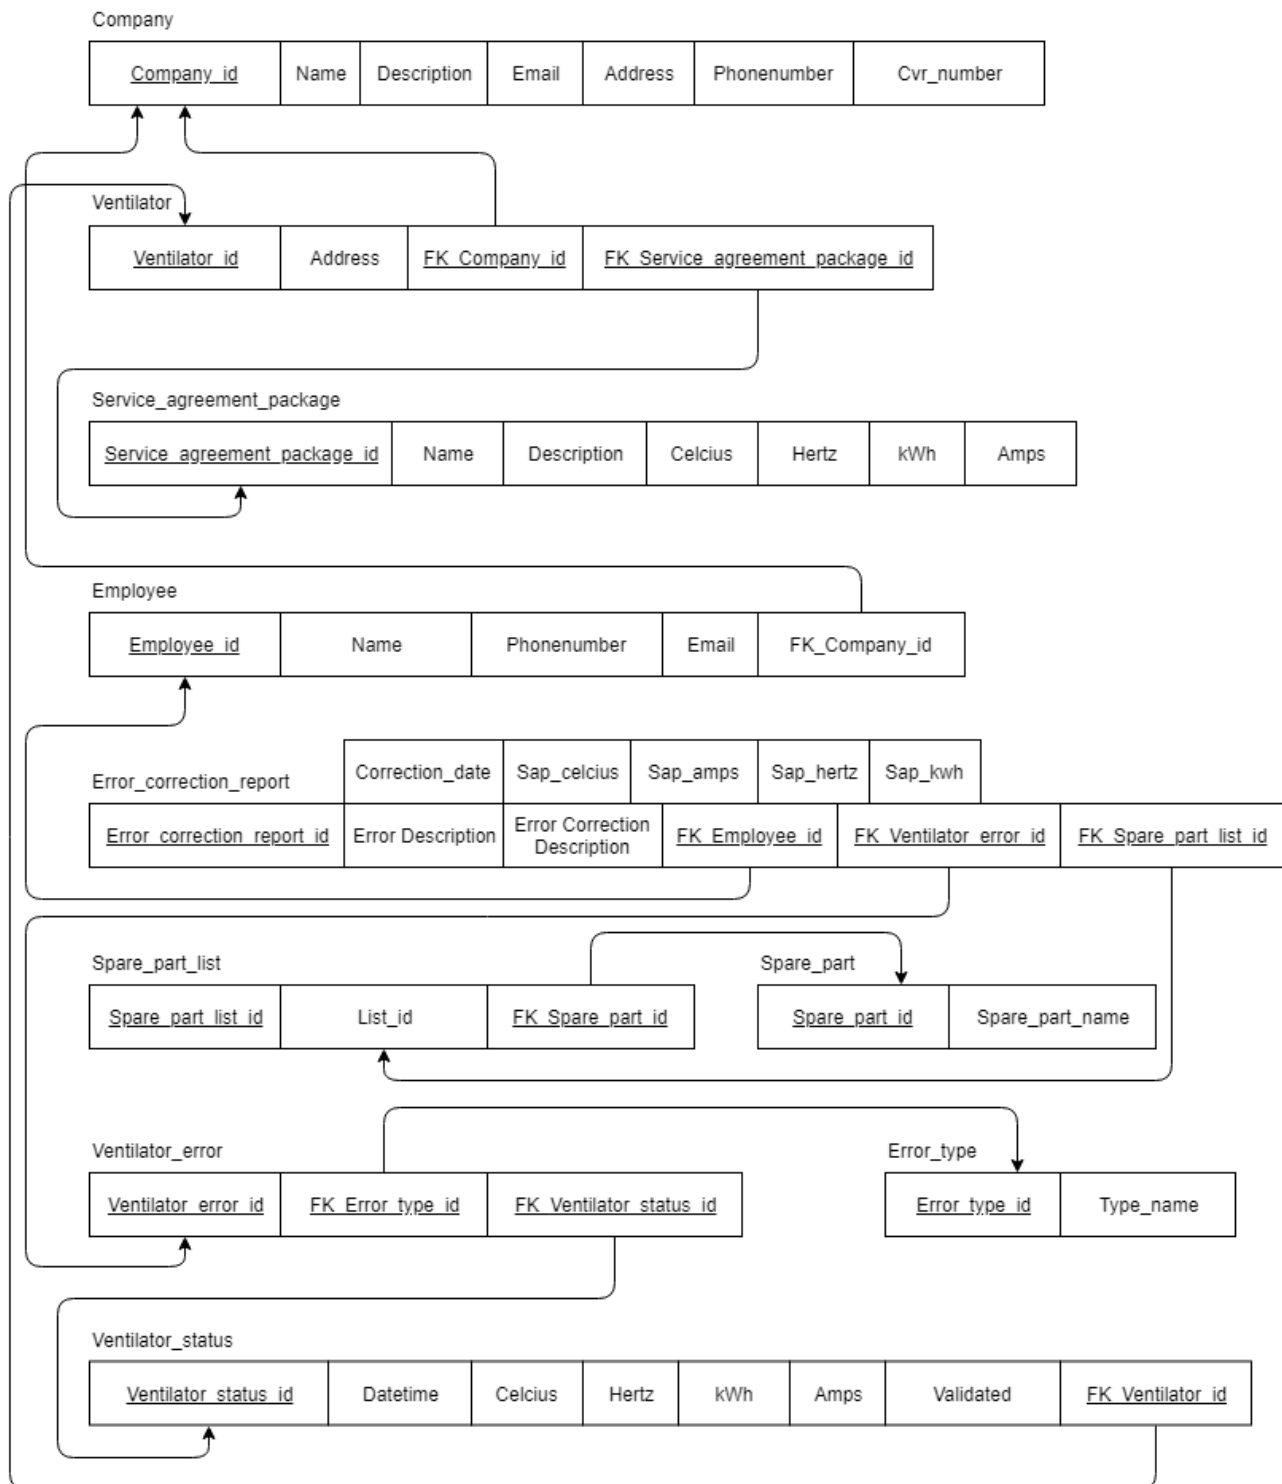 Company
Company_id Name Description Email Address Phonenumber Cvr_number
Ventilator
Ventilator_id Address FK_Company_id FK_Service_agreement_package_id
Service_agreement_package
Service_agreement_package_id Name Description Celcius Hertz kWh Amps
Employee
Employee_id Name Phonenumber Email FK_Company_id
Error_correction_report
Correction_date Sap_celcius Sap_amps Sap_hertz Sap_kwh
Error_correction_report_id Error Description Error Correction
Description FK_Employee_id FK_Ventilator_error_id FK_Spare_part_list_id
Spare_part_list
Spare_part_list_id List_id FK_Spare_part_id
Spare_part
Spare_part_id Spare_part_name
Ventilator_error
Ventilator_error_id FK_Error_type_id FK_Ventilator_status_id
Error_type
Error_type_id Type_name
Ventilator_status
Ventilator_status_id Datetime Celcius Hertz kWh Amps Validated FK_Ventilator_id